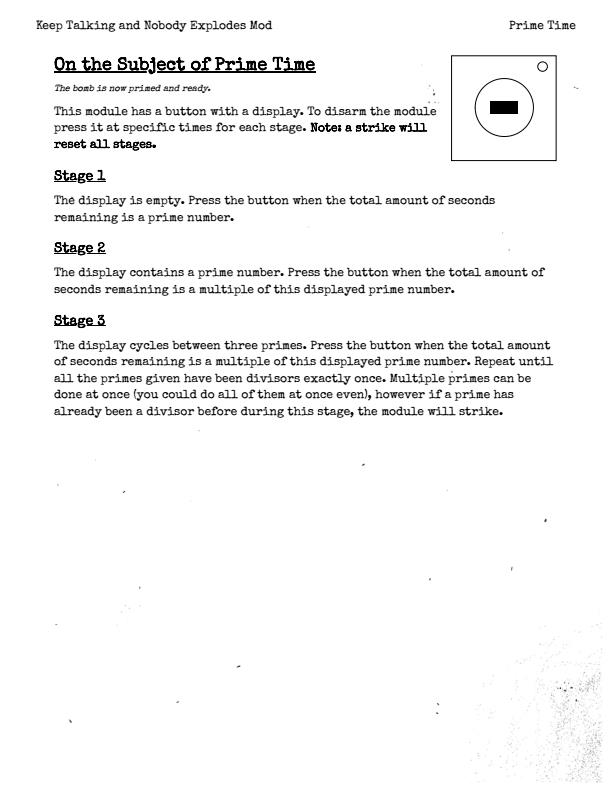 Keep Talking and Nobody Explodes Mod
Prime Time
On the Subject of Prime Time
The bomb is now primed and ready.
This module has a button with a display. To disarm the module
press it at specific times for each stage. Note: a strike will
reset all stages.
Stage 1
The display is empty. Press the button when the total amount of seconds
remaining is a prime number.
Stage 2
The display contains a prime number. Press the button when the total amount of
seconds remaining is a multiple of this displayed prime number.
Stage 3
The display cycles between three primes. Press the button when the total amount
of seconds remaining is a multiple of this displayed prime number. Repeat until
all the primes given have been divisors exactly once. Multiple primes can be
done at once (you could do all of them at once even), however if a prime has
already been a divisor before during this stage, the module will strike.